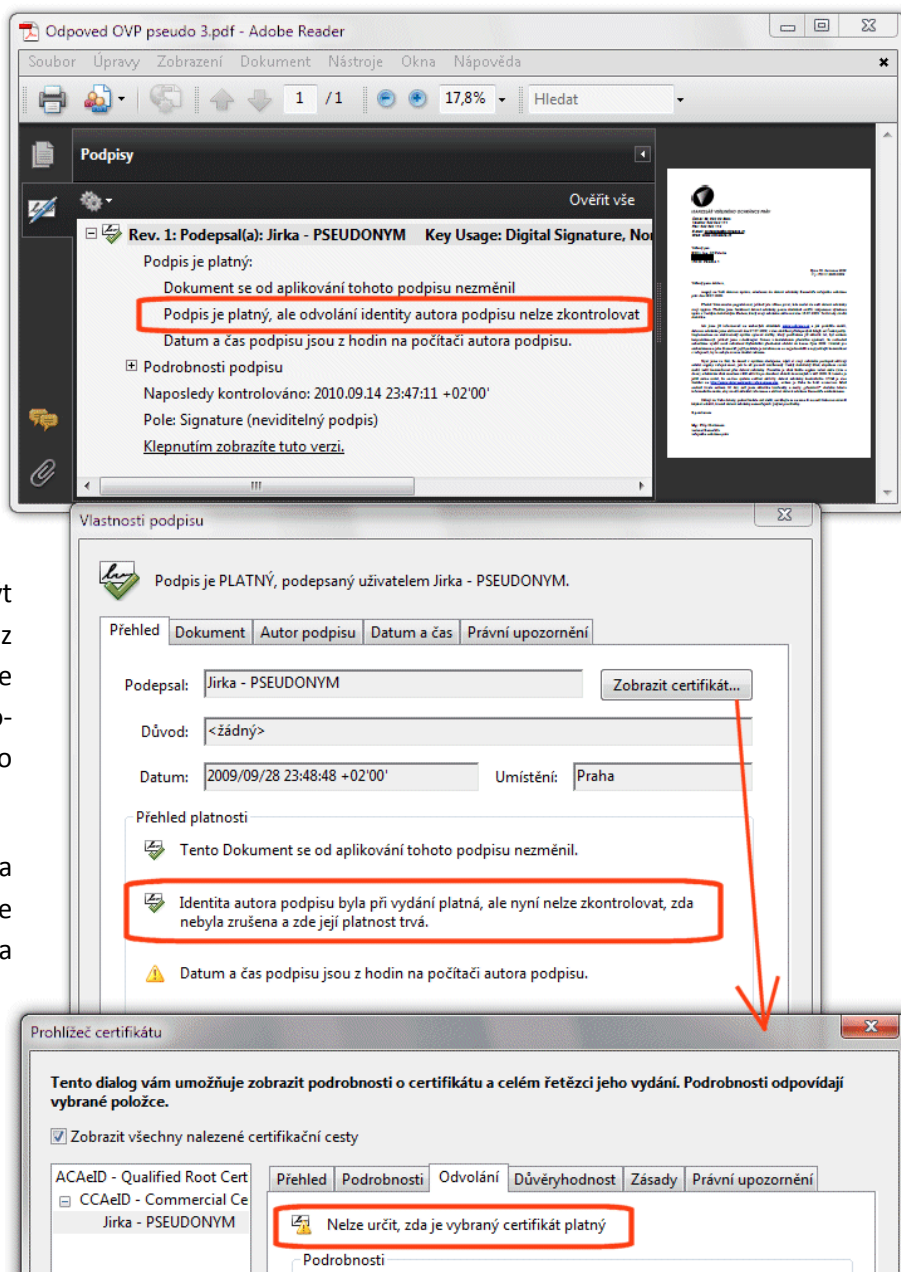 Odpoved OVP pseudo 3.pdf - Adobe Reader
Soubor Úpravy Zobrazení Dokument Nástroje Okna Nápověda
1 / 1 17,8% Hledat
Podpisy
Ověřit vše
Rev. 1: Podepsal(a): Jirka - PSEUDONYM Key Usage: Digital Signature, Non
Podpis je platný:
Dokument se od aplikování tohoto podpisu nezměnil
Podpis je platný, ale odvolání identity autora podpisu nelze zkontrolovat
Datum a čas podpisu jsou z hodin na počítači autora podpisu.
Podrobnosti podpisu
Naposledy kontrolováno: 2010.09.14 23:47:11 +02'00'
Pole: Signature (neviditelný podpis)
Klepnutím zobrazíte tuto verzi.
Vlastnosti podpisu
Podpis je PLATNÝ, podepsaný uživatelem Jirka - PSEUDONYM.
Přehled Dokument Autor podpisu Datum a čas Právní upozornění
Podepsal: Jirka - PSEUDONYM Zobrazit certifikát...
Důvod: <žádný>
Datum: 2009/09/28 23:48:48 +02'00' Umístění: Praha
Přehled platnosti
Tento Dokument se od aplikování tohoto podpisu nezměnil.
Identita autora podpisu byla při vydání platná, ale nyní nelze zkontrolovat, zda
nebyla zrušena a zde její platnost trvá.
Datum a čas podpisu jsou z hodin na počítači autora podpisu.
z
e
o-
o
a
e
a
Prohlížeč certifikátu
Tento dialog vám umožňuje zobrazit podrobnosti o certifikátu a celém řetězci jeho vydání. Podrobnosti odpovídají
vybrané položce.
Zobrazit všechny nalezené certifikační cesty
ACAeID - Qualified Root Cert
CCAeID - Commercial Ce
Jirka - PSEUDONYM
Přehled Podrobnosti Odvolání Důvěryhodnost Zásady Právní upozornění
Nelze určit, zda je vybraný certifikát platný
Podrobnosti